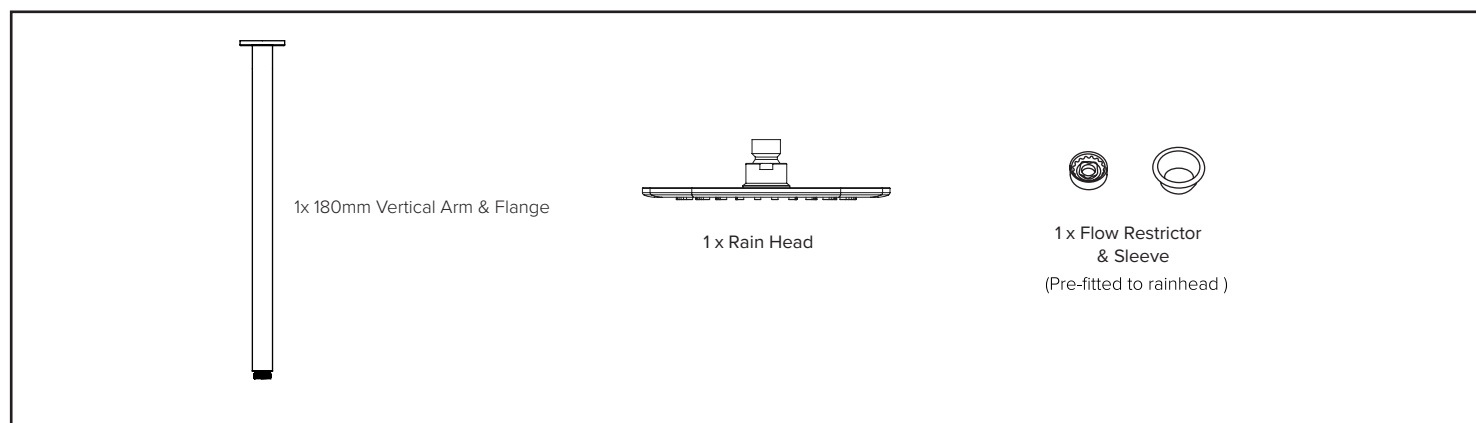 1x 180mm Vertical Arm & Flange
1 x Rain Head
1 x Flow Restrictor
& Sleeve
(Pre-fitted to rainhead )